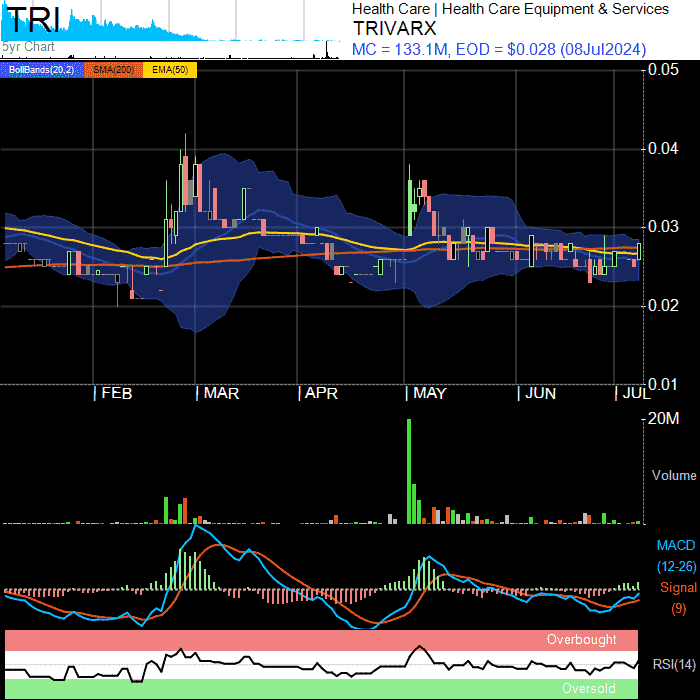 TRI
5yr Chart
Health Care | Health Care Equipment & Services
TRIVARX
MC = 133.1M, EOD = $0.028 (08Jul2024)
BollBands(20,2) SMA(200) EMA(50)
0.05
0.04
0.03
0.02
0.01
| FEB | MAR | APR | MAY | JUN | JUL
20M
Volume
MACD
(12-26)
Signal
(9)
Overbought
RSI(14)
Oversold